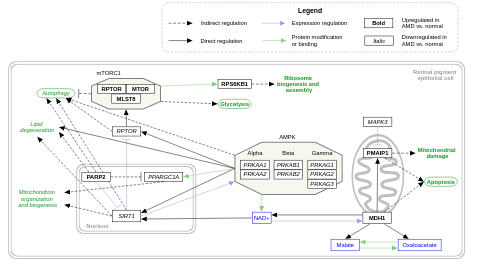 Legend
Indirect regulation
Expression regulation
Bold
Upregulated in
AMD vs. normal
Direct regulation
Protein modification
or binding
Italic
Downregulated in
AMD vs. normal
Retinal pigment
epithelial cell
mTORC1
RPTOR
MTOR
MLST8
Autophagy
RPS6KB1
Ribosome
biogenesis and
assembly
Glycolysis
Lipid
degeneration
RPTOR
AMPK
Alpha
Beta
Gamma
PRKAA1
PRKAB1
PRKAG1
PRKAA2
PRKAB2
PRKAG2
PRKAG3
MAPK3
PMAIP1
Mitochondrial
damage
Apoptosis
PARP2
PPARGC1A
Mitochondrion
organization
and biogenesis
SIRT1
Nucleus
NAD+
MDH1
Malate
Oxaloacetate